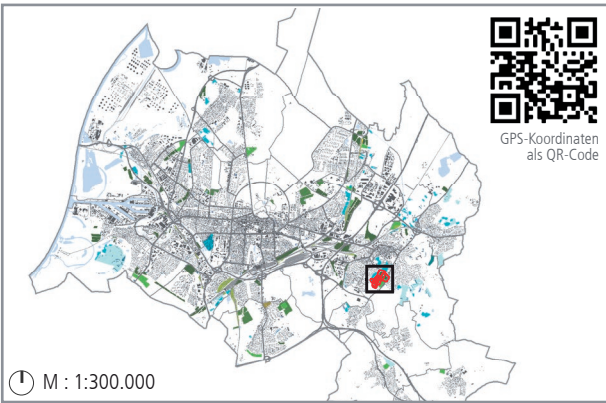 GPS-Koordinaten
als QR-Code
M : 1:300.000